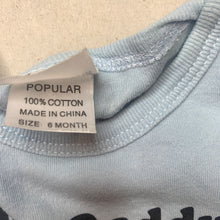 POPULAR
100% COTTON
MADE IN CHINA
SIZE: 6 MONTH